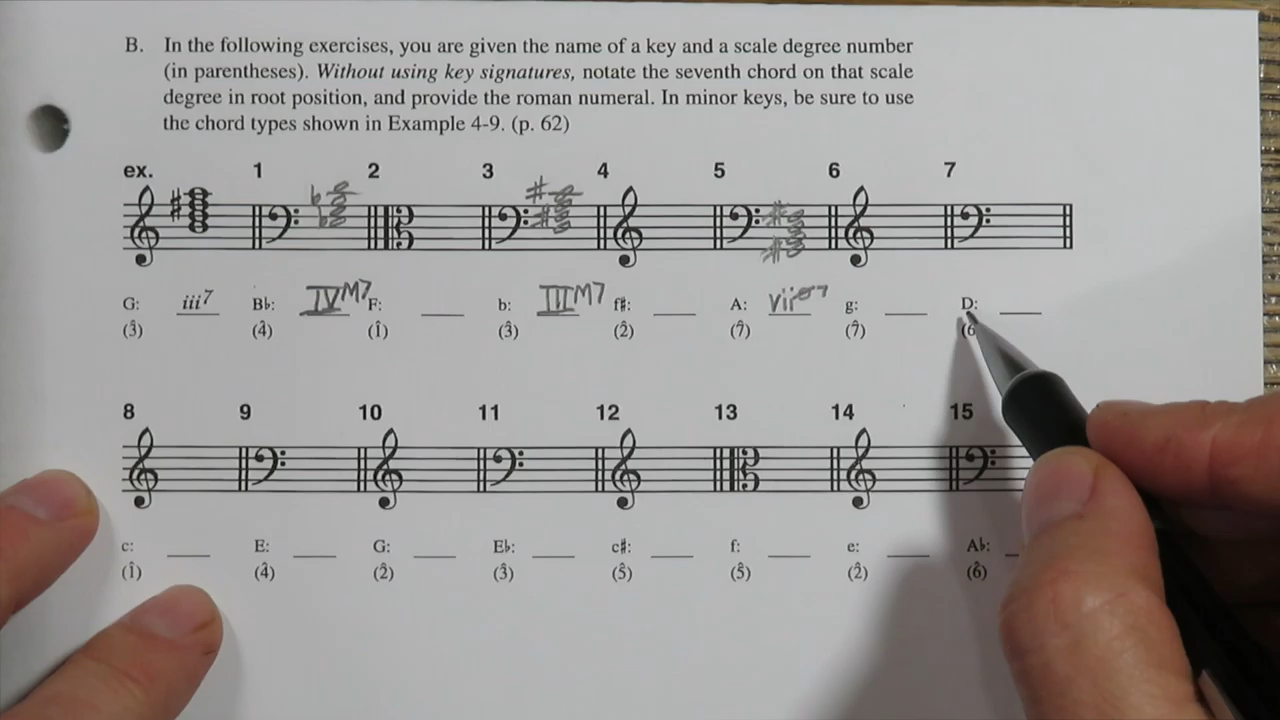 B. In the following exercises, you are given the name of a key and a scale degree number
(in parentheses). Without using key signatures, notate the seventh chord on that scale
degree in root position, and provide the roman numeral. In minor keys, be sure to use
the chord types shown in Example 4-9. (p. 62)
ex. 1 2 3 4 5 6 7
G: iii7 B♭: IVM7 F: b: IIIM7 f♯: A: viiø7 g: D:
(3̂) (4̂) (1̂) (3̂) (2̂) (7̂) (7̂) (6
8 9 10 11 12 13 14 15
c: E: G: E♭: c♯: f: e: A♭:
(1̂) (4̂) (2̂) (3̂) (5̂) (5̂) (2̂) (6̂)